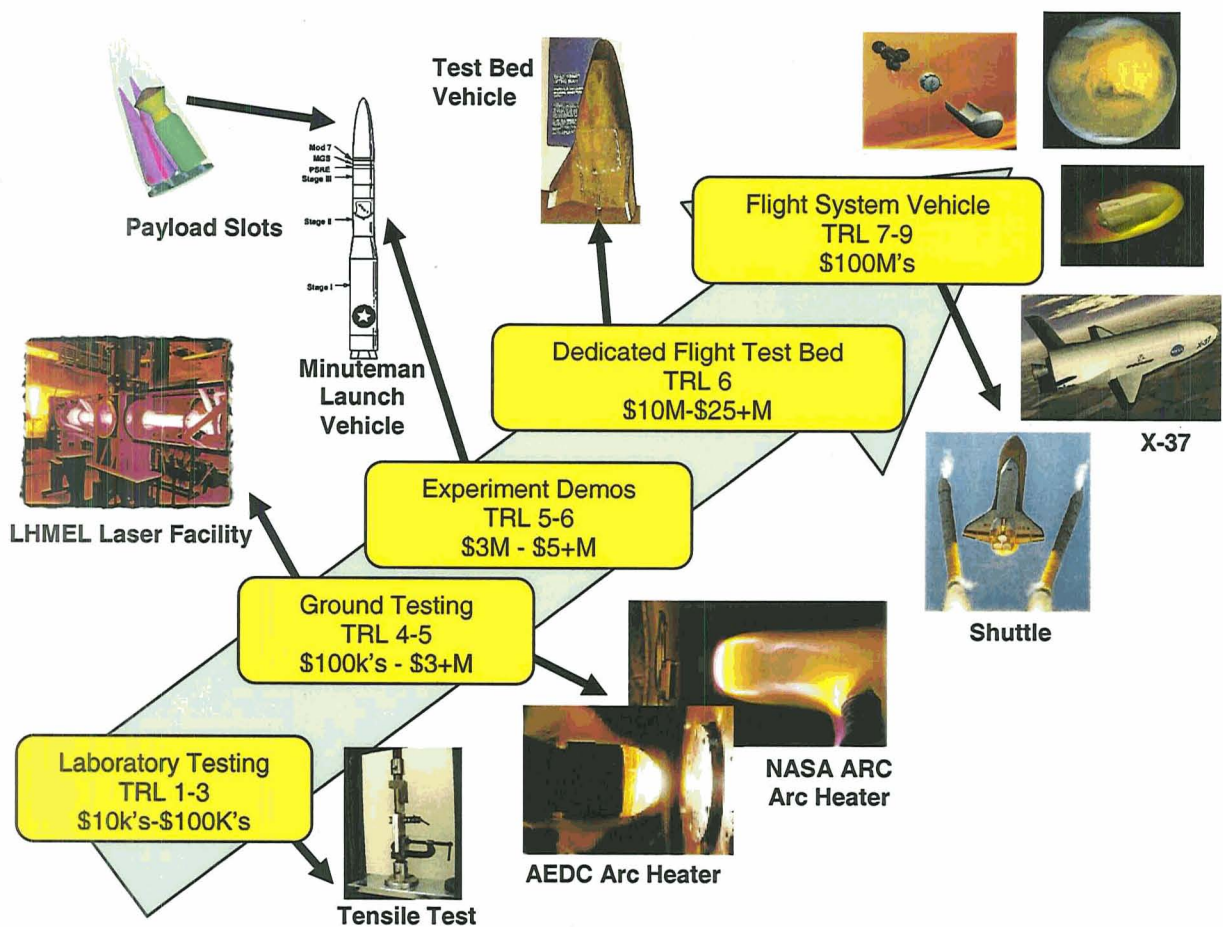 Payload Slots
Mod 7
MGS
PSRE
Stage III
Stage II
Stage I
Minuteman
Launch
Vehicle
Test Bed
Vehicle
Flight System Vehicle
TRL 7-9
$100M's
X-37
X-37
Shuttle
Dedicated Flight Test Bed
TRL 6
$10M-$25+M
LHMEL Laser Facility
Experiment Demos
TRL 5-6
$3M - $5+M
Ground Testing
TRL 4-5
$100k's - $3+M
NASA ARC
Arc Heater
AEDC Arc Heater
Laboratory Testing
TRL 1-3
$10k's-$100K's
Tensile Test